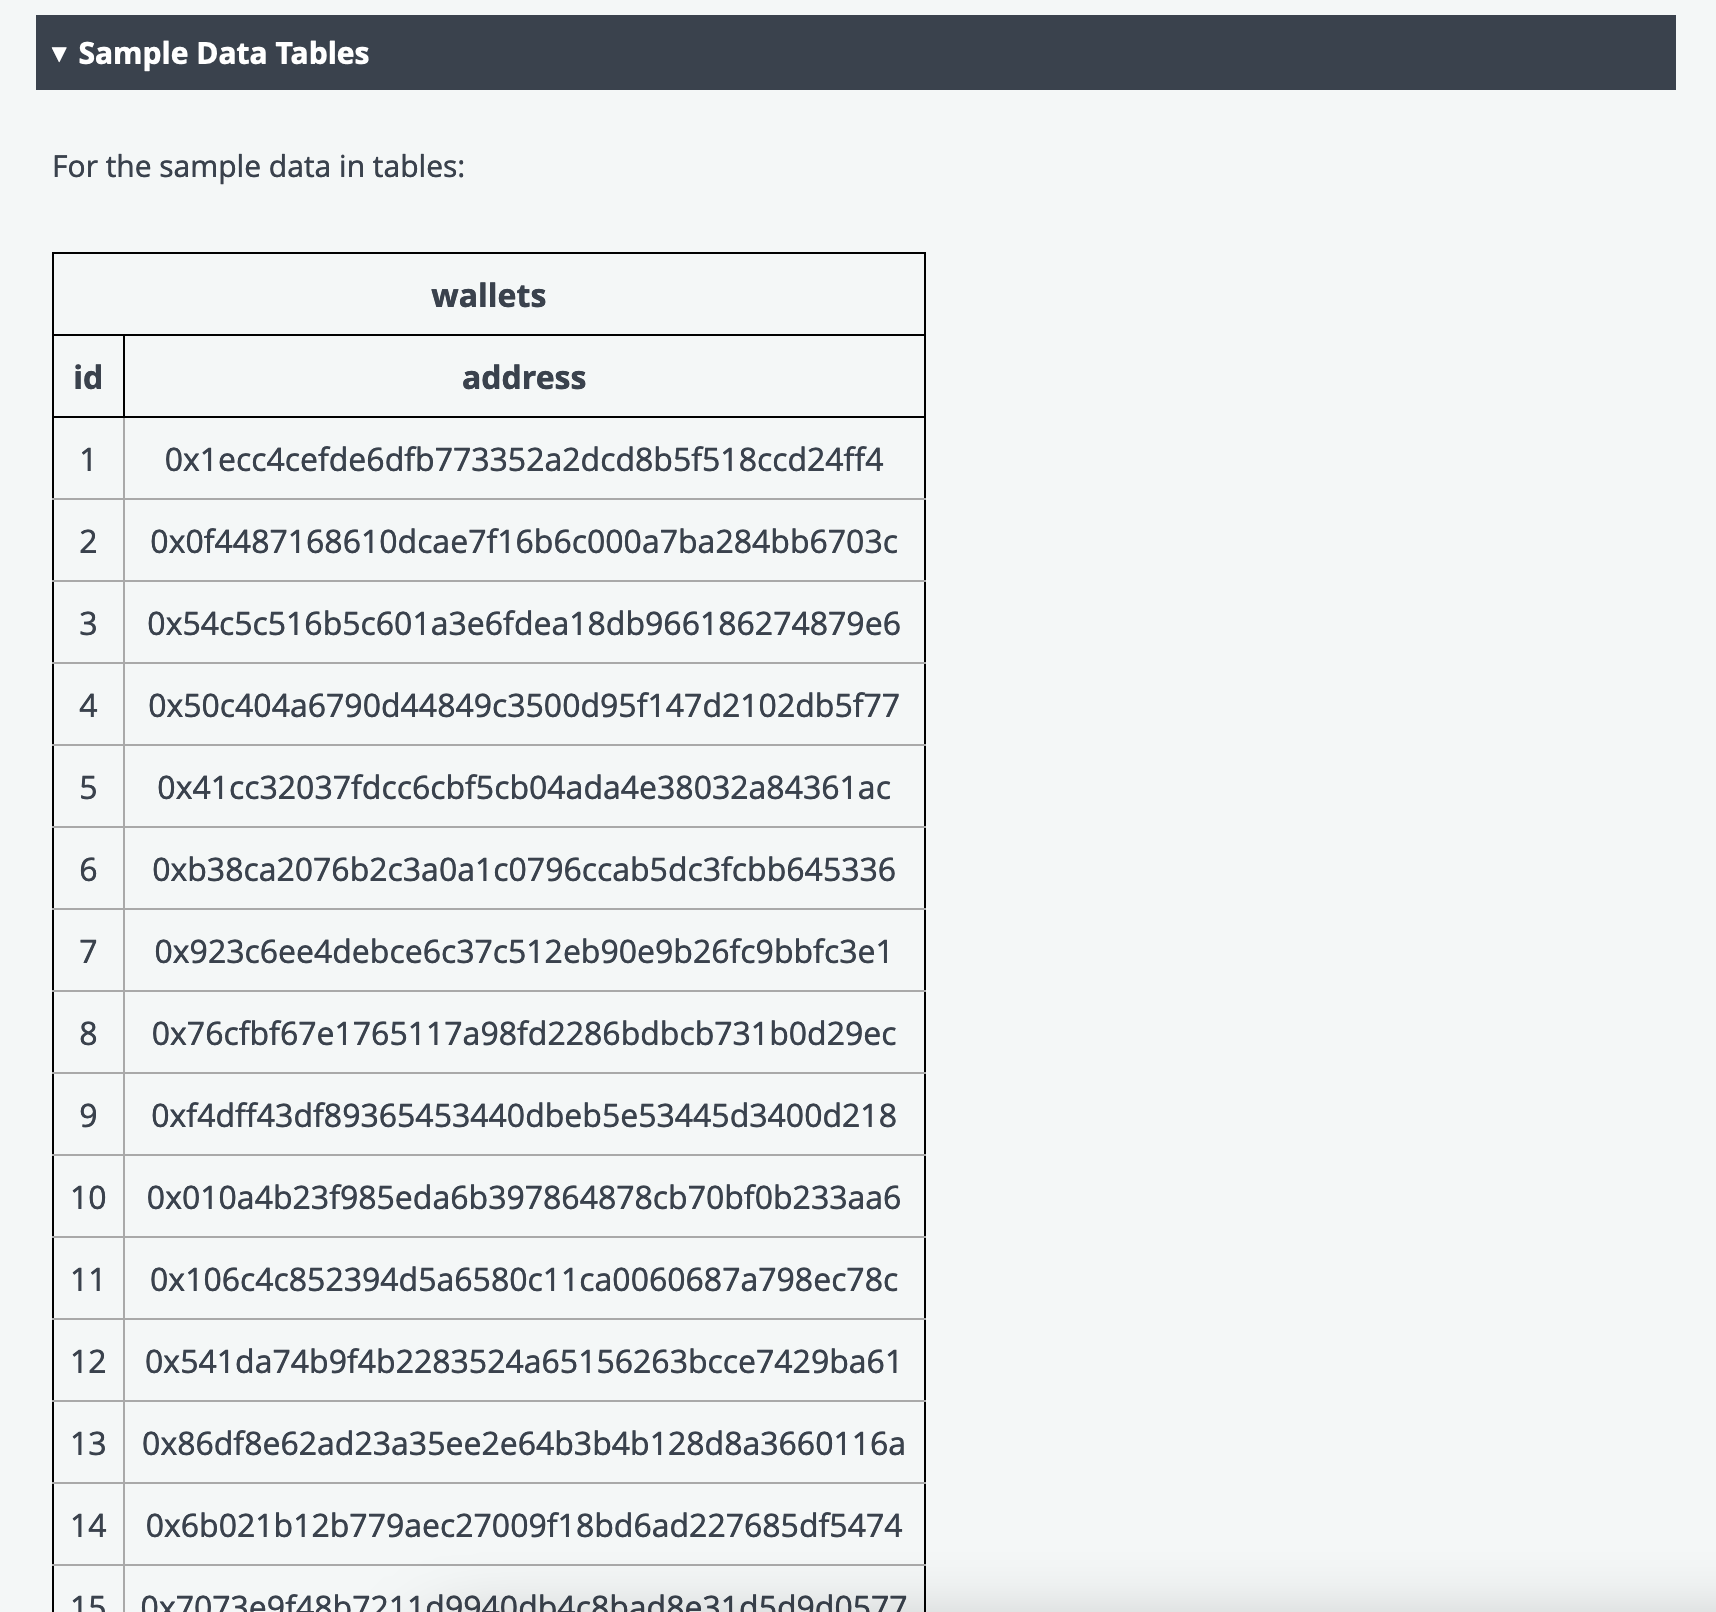 ▼ Sample Data Tables
For the sample data in tables:
wallets
id address
1 0x1ecc4cefde6dfb773352a2dcd8b5f518ccd24ff4
2 0x0f4487168610dcae7f16b6c000a7ba284bb6703c
3 0x54c5c516b5c601a3e6fdea18db966186274879e6
4 0x50c404a6790d44849c3500d95f147d2102db5f77
5 0x41cc32037fdcc6cbf5cb04ada4e38032a84361ac
6 0xb38ca2076b2c3a0a1c0796ccab5dc3fcbb645336
7 0x923c6ee4debce6c37c512eb90e9b26fc9bbfc3e1
8 0x76cfbf67e1765117a98fd2286bdbcb731b0d29ec
9 0xf4dff43df89365453440dbeb5e53445d3400d218
10 0x010a4b23f985eda6b397864878cb70bf0b233aa6
11 0x106c4c852394d5a6580c11ca0060687a798ec78c
12 0x541da74b9f4b2283524a65156263bcce7429ba61
13 0x86df8e62ad23a35ee2e64b3b4b128d8a3660116a
14 0x6b021b12b779aec27009f18bd6ad227685df5474
15 0x7073e9f48b7211d9940db4c8bad8e31d5d9d0577